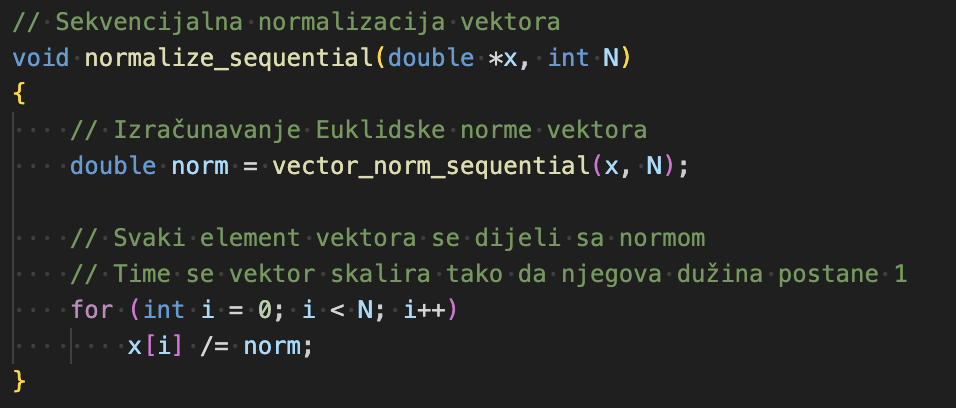 // Sekvencijalna normalizacija vektora
void normalize_sequential(double *x, int N)
{
    // Izračunavanje Euklidske norme vektora
    double norm = vector_norm_sequential(x, N);

    // Svaki element vektora se dijeli sa normom
    // Time se vektor skalira tako da njegova dužina postane 1
    for (int i = 0; i < N; i++)
        x[i] /= norm;
}